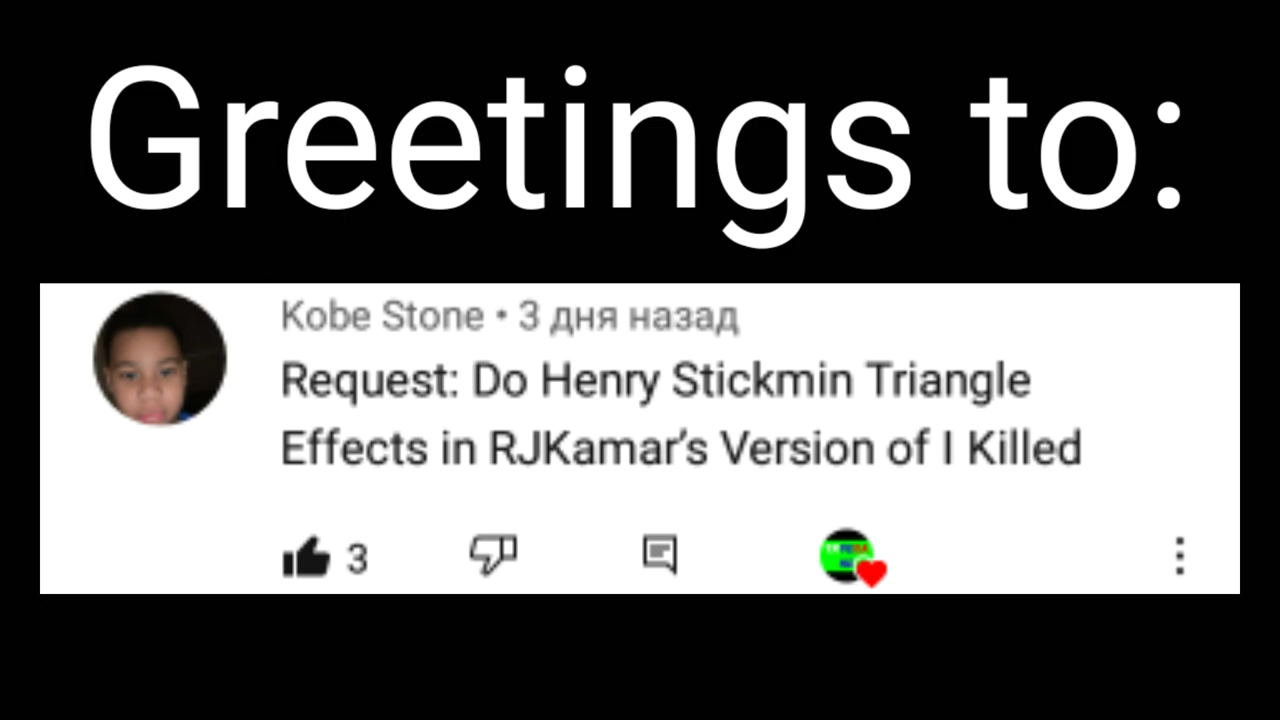 Greetings to:
Kobe Stone • 3 дня назад
Request: Do Henry Stickmin Triangle
Effects in RJKamar’s Version of I Killed
3